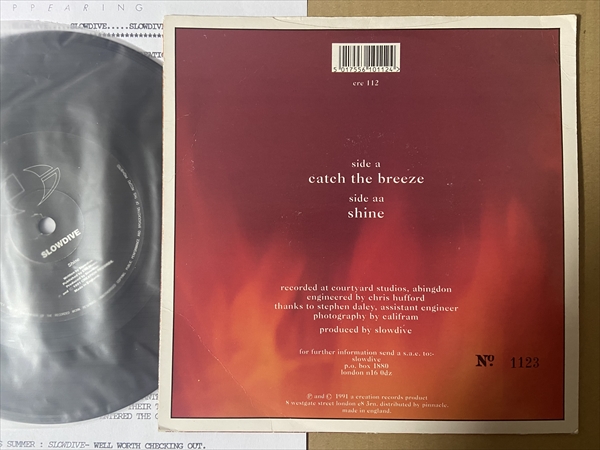 PPEARING
SLOWDIVE.....SLOWDIVE
SLOWDIVE
Shine
5 017556 101124 >
cre 112
side a
catch the breeze
side aa
shine
recorded at courtyard studios, abingdon
engineered by chris hufford
thanks to stephen daley, assistant engineer
photography by califram
produced by slowdive
for further information send a s.a.e. to:-
slowdive
p.o. box 1880
london n16 0dz
Nº 1123
℗ and © 1991 a creation records product
8 westgate street london e8 3rn, distributed by pinnacle.
made in england.
THEIR
SUMMER : SLOWDIVE- WELL WORTH CHECKING OUT.